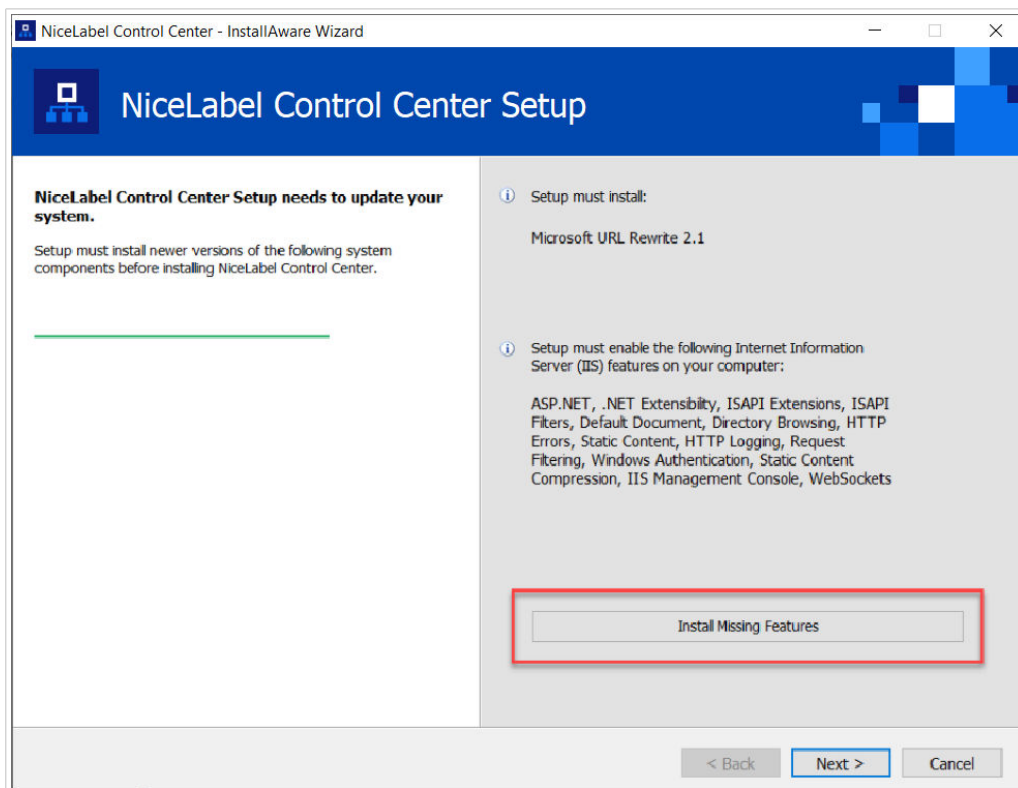 NiceLabel Control Center - InstallAware Wizard
NiceLabel Control Center Setup
NiceLabel Control Center Setup needs to update your
system.
Setup must install newer versions of the following system
components before installing NiceLabel Control Center.
Setup must install:
Microsoft URL Rewrite 2.1
Setup must enable the following Internet Information
Server (IIS) features on your computer:
ASP.NET, .NET Extensibility, ISAPI Extensions, ISAPI
Filters, Default Document, Directory Browsing, HTTP
Errors, Static Content, HTTP Logging, Request
Filtering, Windows Authentication, Static Content
Compression, IIS Management Console, WebSockets
Install Missing Features
< Back
Next >
Cancel